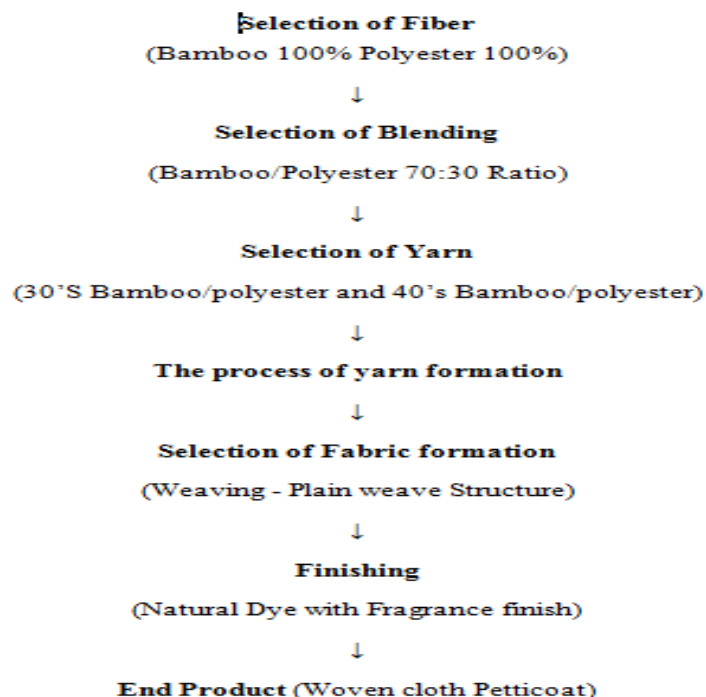 Selection of Fiber
(Bamboo 100% Polyester 100%)
↓
Selection of Blending
(Bamboo/Polyester 70:30 Ratio)
↓
Selection of Yarn
(30’S Bamboo/polyester and 40’s Bamboo/polyester)
↓
The process of yarn formation
↓
Selection of Fabric formation
(Weaving - Plain weave Structure)
↓
Finishing
(Natural Dye with Fragrance finish)
↓
End Product (Woven cloth Petticoat)